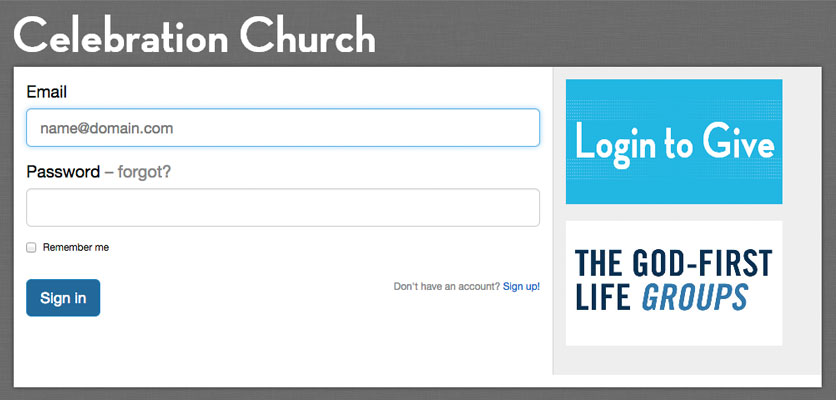 Celebration Church
Email
name@domain.com
Password – forgot?
Remember me
Sign in
Don't have an account? Sign up!
Login to Give
THE GOD-FIRST
LIFE GROUPS